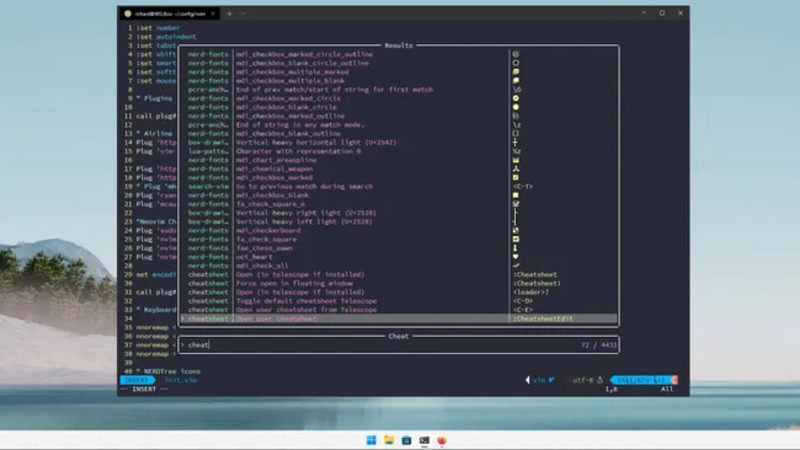 1 :set number
2 :set autoindent
3 :set tabst
4 :set shift
5 :set smart
6 :set softt
7 :set mouse
8
9 " Plugins
10
11 call plug#
12
13 " Airline
14 Plug 'http
15 Plug 'vim-
16
17 Plug 'http
18 Plug 'http
19
20 Plug 'ryan
21 Plug 'mcau
22
23 "Neovim Ch
24 Plug 'sudo
25 Plug 'nvim
26 Plug 'nvim
27 Plug 'nvim
28
29 set encodi
30
31 call plug#
32
33 " Keyboard
34
35 nnoremap <
36 nnoremap <
37 nnoremap <
38 nnoremap <
39
40 " NERDTree icons
Results
nerd-fonts mdi_checkbox_marked_circle_outline
nerd-fonts mdi_checkbox_blank_circle_outline
nerd-fonts mdi_checkbox_multiple_marked
nerd-fonts mdi_checkbox_multiple_blank
pcre-anch… End of prev match/start of string for first match \G
nerd-fonts mdi_checkbox_marked_circle
nerd-fonts mdi_checkbox_blank_circle
nerd-fonts mdi_checkbox_marked_outline
pcre-anch… End of string in any match mode. \z
nerd-fonts mdi_checkbox_blank_outline
box-drawi… Vertical heavy horizontal light (U+2542)
lua-patte… Character with representation 0 %z
nerd-fonts mdi_chart_areaspline
nerd-fonts mdi_chemical_weapon
nerd-fonts mdi_checkbox_marked
search-vim Go to previous match during search <C-T>
nerd-fonts mdi_checkbox_blank
nerd-fonts fa_check_square_o
box-drawi… Vertical heavy right light
box-drawi… Vertical heavy left light (U+2528)
nerd-fonts mdi_checkerboard
nerd-fonts fa_check_square
nerd-fonts fae_chess_pawn
nerd-fonts oct_heart
nerd-fonts mdi_check_all
cheatsheet Open (in telescope if installed) :Cheatsheet
cheatsheet Force open in floating window :Cheatsheet!
cheatsheet Open (in telescope if installed) <leader>?
cheatsheet Toggle default cheatsheet Telescope <C-D>
cheatsheet Open user cheatsheet from Telescope <C-E>
> cheatsheet Open user cheatsheet :CheatsheetEdit
Cheat
> cheat 72 / 4431
INSERT init.vim vim utf-8
-- INSERT -- 1,8 All